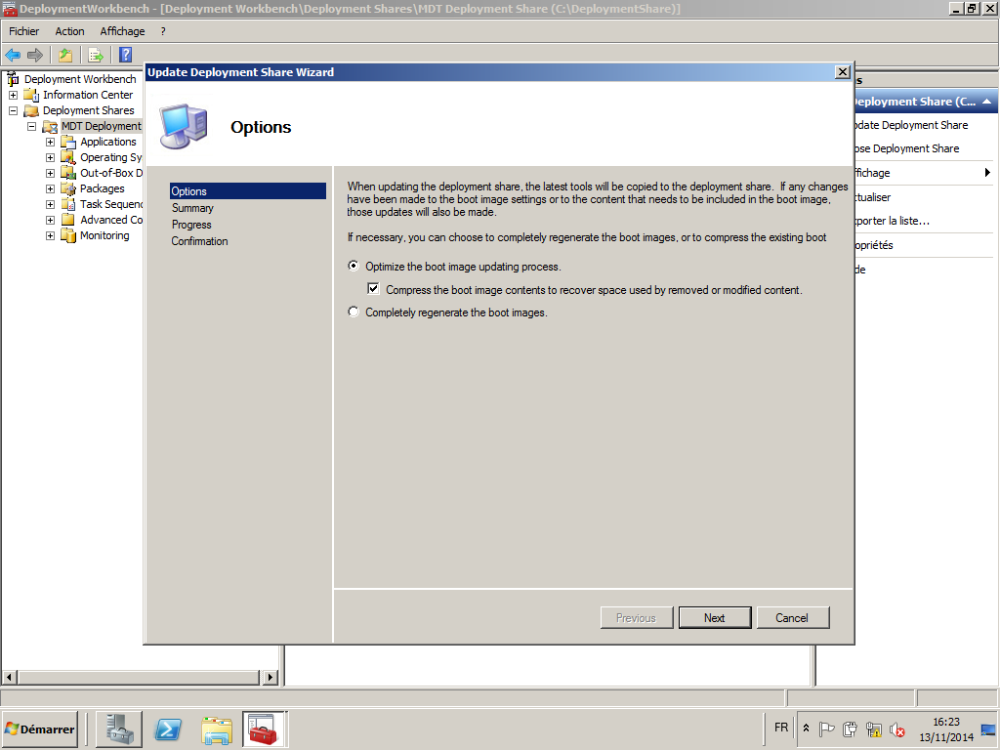 DeploymentWorkbench - [Deployment Workbench\Deployment Shares\MDT Deployment Share (C:\DeploymentShare)]
Fichier Action Affichage ?
Deployment Workbench
Information Center
Deployment Shares
MDT Deployment
Applications
Operating Sy
Out-of-Box D
Packages
Task Sequenc
Advanced Co
Monitoring
Update Deployment Share Wizard
Options
Options
Summary
Progress
Confirmation
When updating the deployment share, the latest tools will be copied to the deployment share. If any changes
have been made to the boot image settings or to the content that needs to be included in the boot image,
those updates will also be made.
If necessary, you can choose to completely regenerate the boot images, or to compress the existing boot
Optimize the boot image updating process.
Compress the boot image contents to recover space used by removed or modified content.
Completely regenerate the boot images.
Previous Next Cancel
s
Deployment Share (C...
pdate Deployment Share
ose Deployment Share
ffichage
ctualiser
xporter la liste...
opriétés
de
Démarrer
FR
16:23
13/11/2014